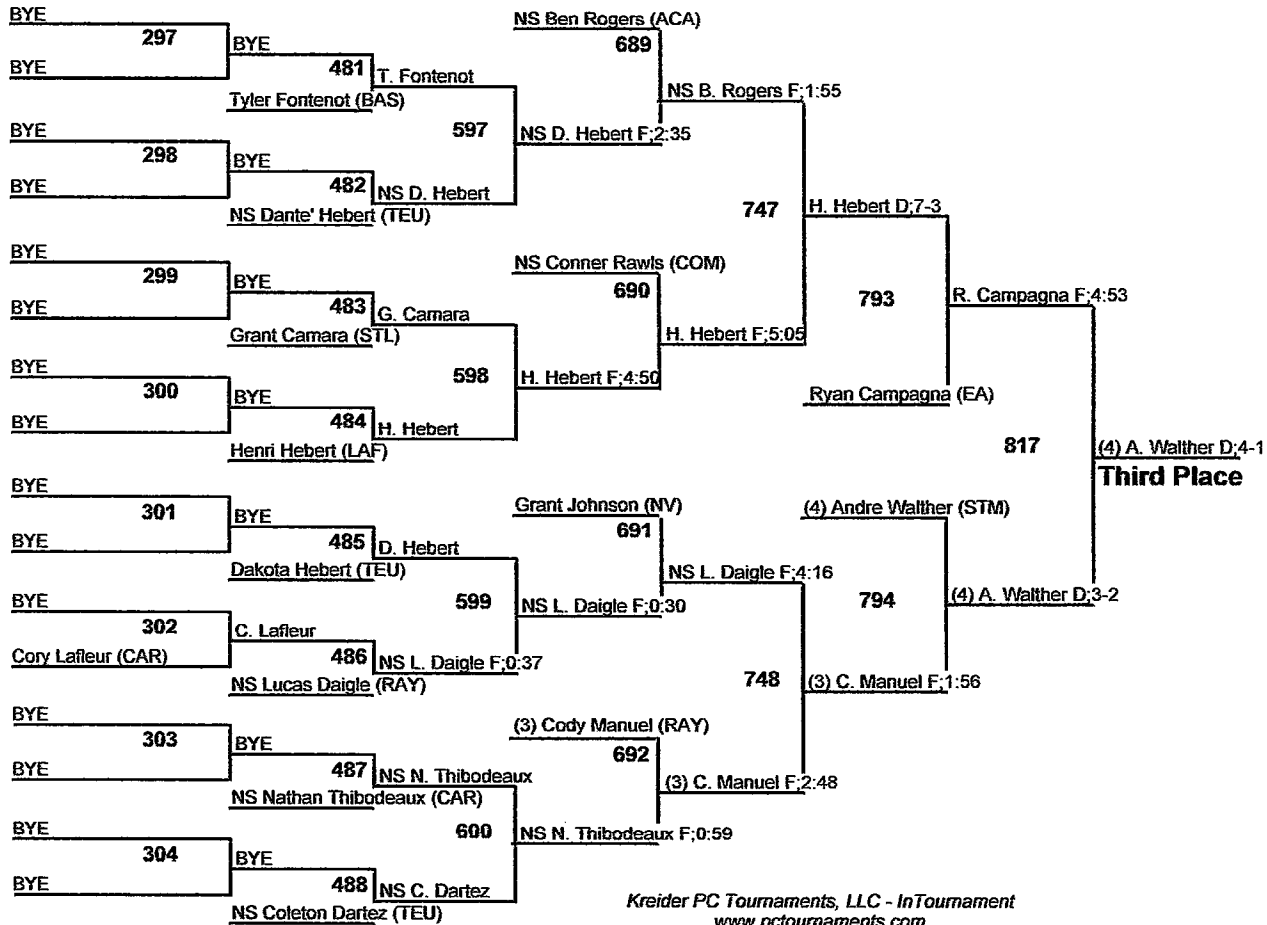 BYE
297
BYE
BYE
481
T. Fontenot
Tyler Fontenot (BAS)
597
NS D. Hebert F;2:35
BYE
298
BYE
BYE
482
NS D. Hebert
NS Dante' Hebert (TEU)
NS Ben Rogers (ACA)
689
NS B. Rogers F;1:55
BYE
299
BYE
BYE
483
G. Camara
Grant Camara (STL)
598
H. Hebert F;4:50
BYE
300
BYE
BYE
484
H. Hebert
Henri Hebert (LAF)
NS Conner Rawls (COM)
690
H. Hebert F;5:05
747
H. Hebert D;7-3
793
R. Campagna F;4:53
Ryan Campagna (EA)
817
(4) A. Walther D;4-1
Third Place
BYE
301
BYE
BYE
485
D. Hebert
Dakota Hebert (TEU)
599
NS L. Daigle F;0:30
BYE
302
C. Lafleur
Cory Lafleur (CAR)
486
NS L. Daigle F;0:37
NS Lucas Daigle (RAY)
Grant Johnson (NV)
691
NS L. Daigle F;4:16
748
(3) C. Manuel F;1:56
(4) Andre Walther (STM)
794
(4) A. Walther D;3-2
BYE
303
BYE
BYE
487
NS N. Thibodeaux
NS Nathan Thibodeaux (CAR)
600
NS N. Thibodeaux F;0:59
BYE
304
BYE
BYE
488
NS C. Dartez
NS Coleton Dartez (TEU)
(3) Cody Manuel (RAY)
692
(3) C. Manuel F;2:48
Kreider PC Tournaments, LLC - InTournament
www.pctournaments.com